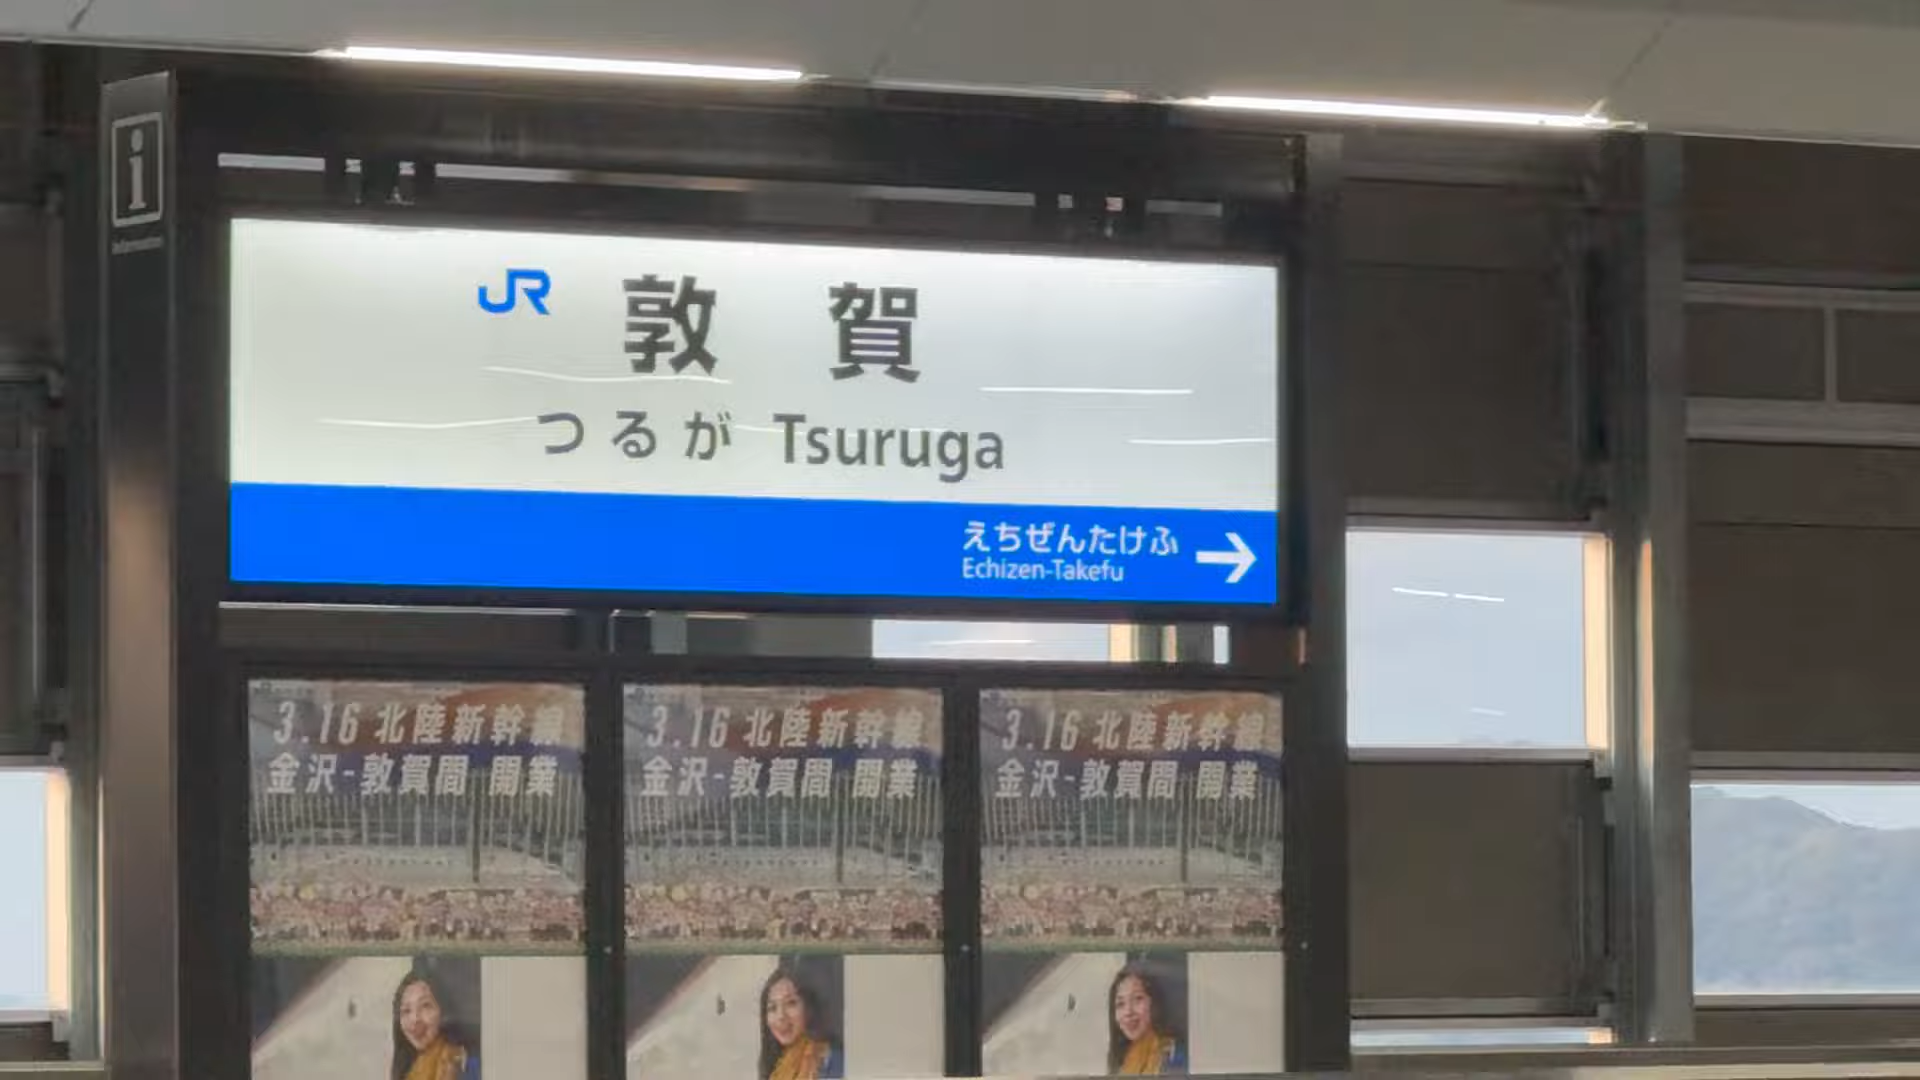 i
Information
JR 敦賀
つるが Tsuruga
えちぜんたけふ →
Echizen-Takefu
3.16 北陸新幹線
金沢-敦賀間 開業
3.16 北陸新幹線
金沢-敦賀間 開業
3.16 北陸新幹線
金沢-敦賀間 開業